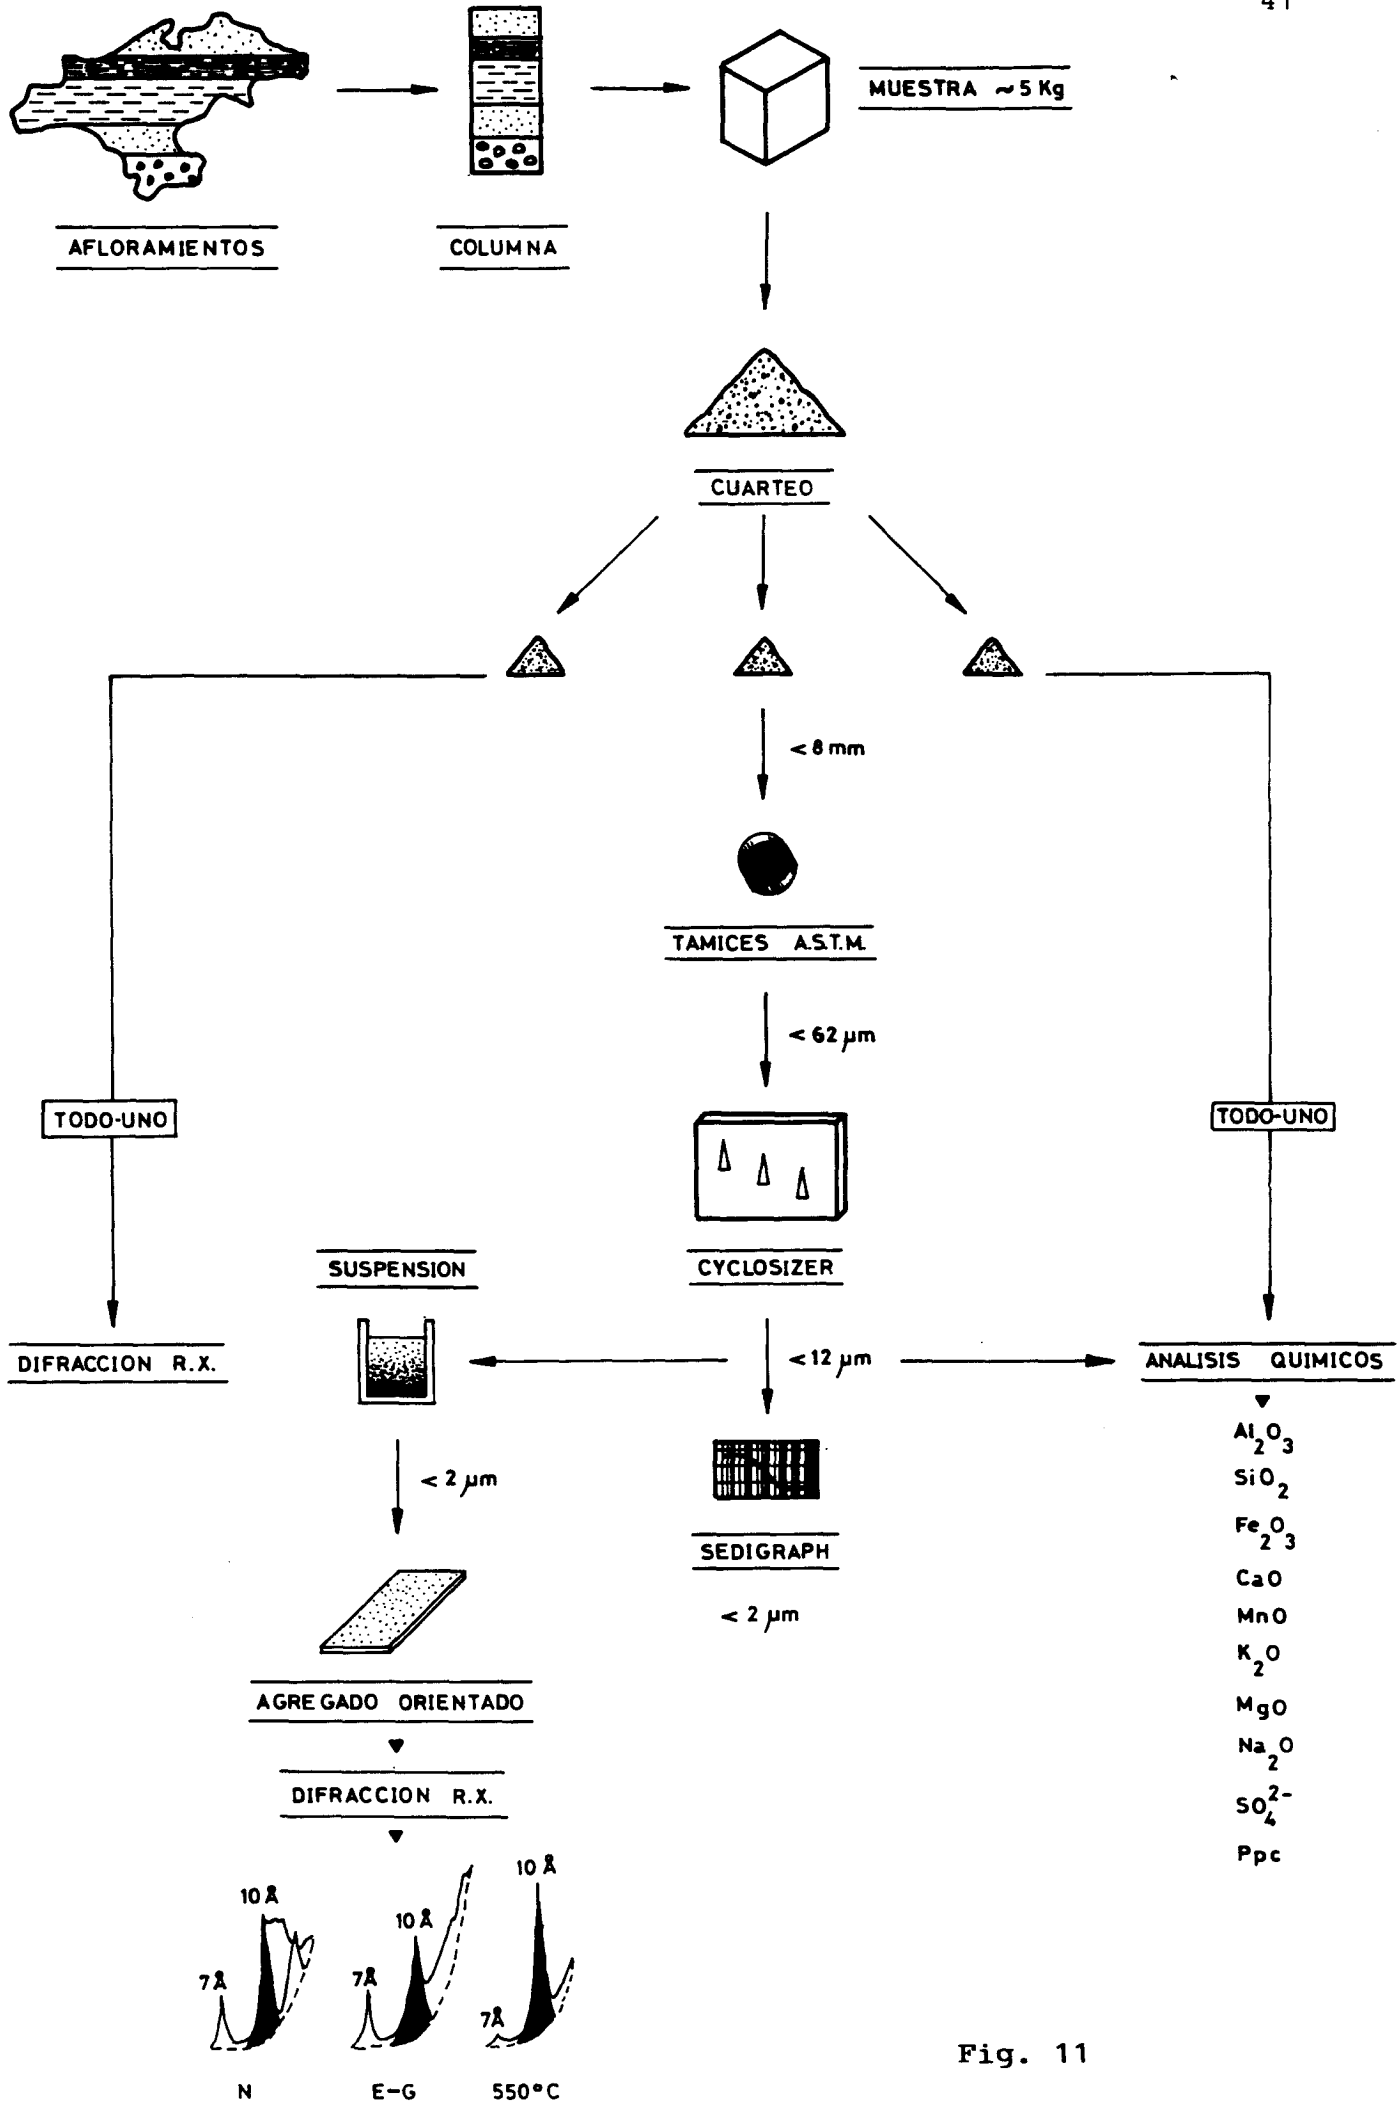 MUESTRA ~5 Kg
AFLORAMIENTOS
COLUMNA
CUARTEO
< 8 mm
TAMICES A.S.T.M.
< 62 µm
TODO-UNO
TODO-UNO
SUSPENSION
CYCLOSIZER
DIFRACCION R.X.
< 12 µm
ANALISIS QUIMICOS
Al2O3
SiO2
Fe2O3
CaO
MnO
K2O
MgO
Na2O
SO4^2-
Ppc
< 2 µm
SEDIGRAPH
< 2 µm
AGREGADO ORIENTADO
DIFRACCION R.X.
7 Å
10 Å
7 Å
10 Å
7 Å
10 Å
N
E-G
550°C
Fig. 11